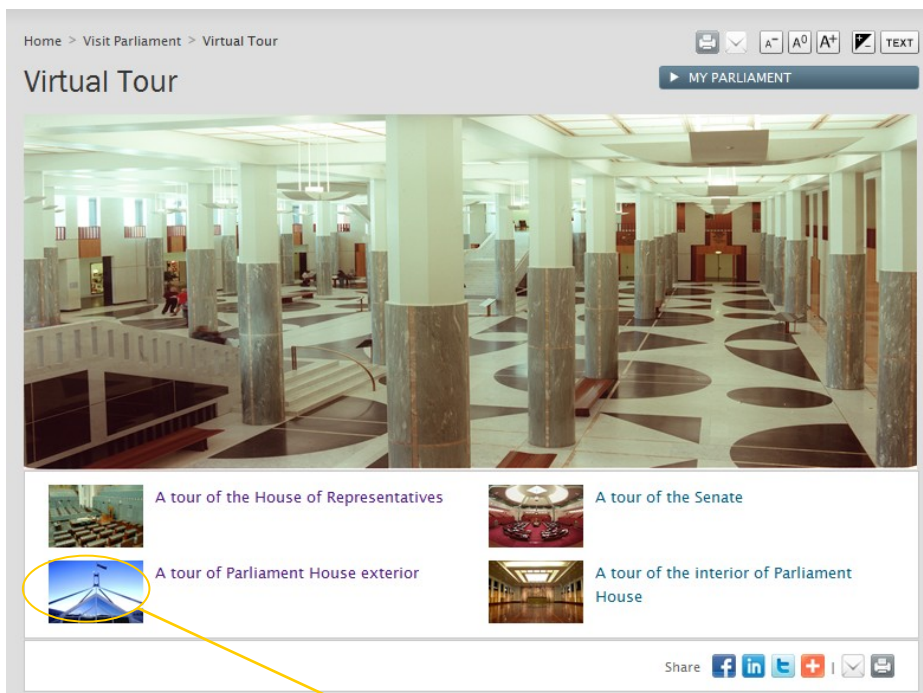 Home > Visit Parliament > Virtual Tour
A- A0 A+ TEXT
Virtual Tour
MY PARLIAMENT
A tour of the House of Representatives
A tour of the Senate
A tour of Parliament House exterior
A tour of the interior of Parliament
House
Share f in t + |